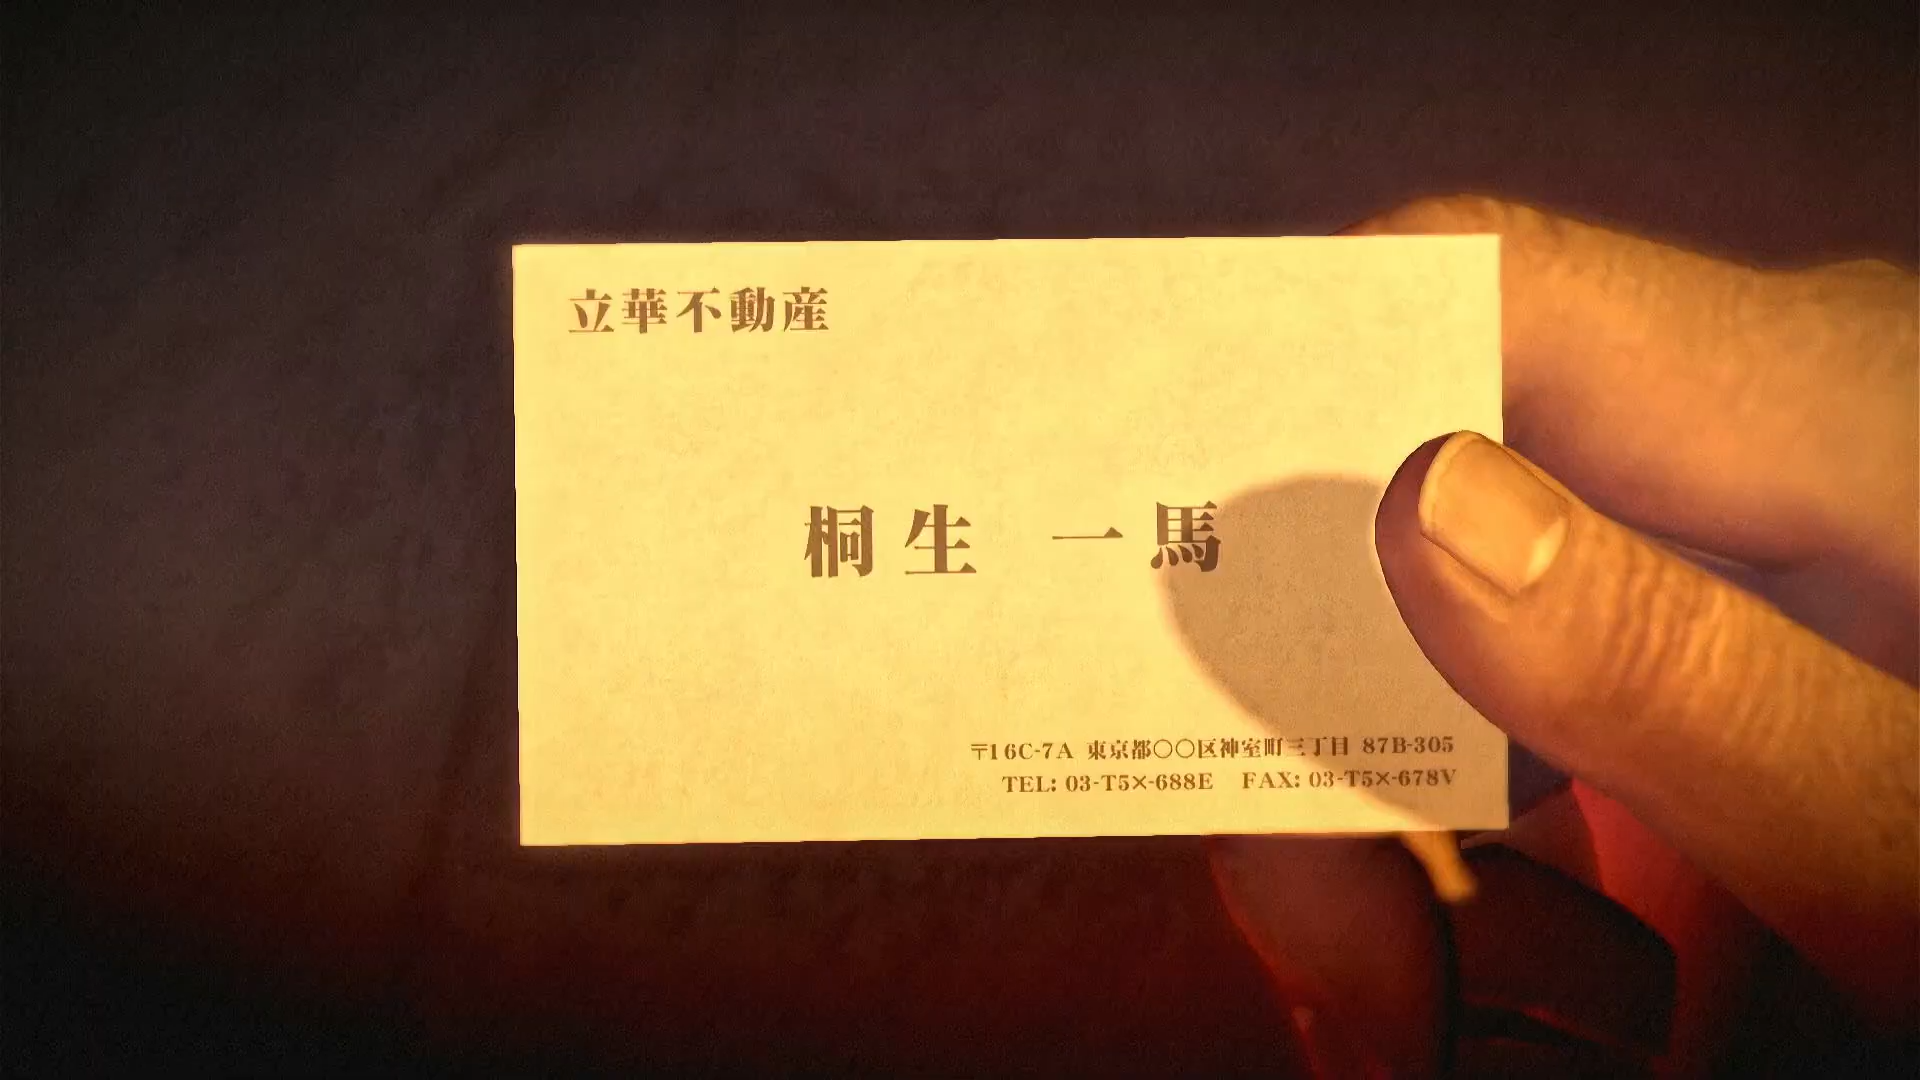 立華不動産
桐生 一馬
〒16C-7A 東京都〇〇区神室町三丁目 87B-305
TEL: 03-T5×-688E FAX: 03-T5×-678V